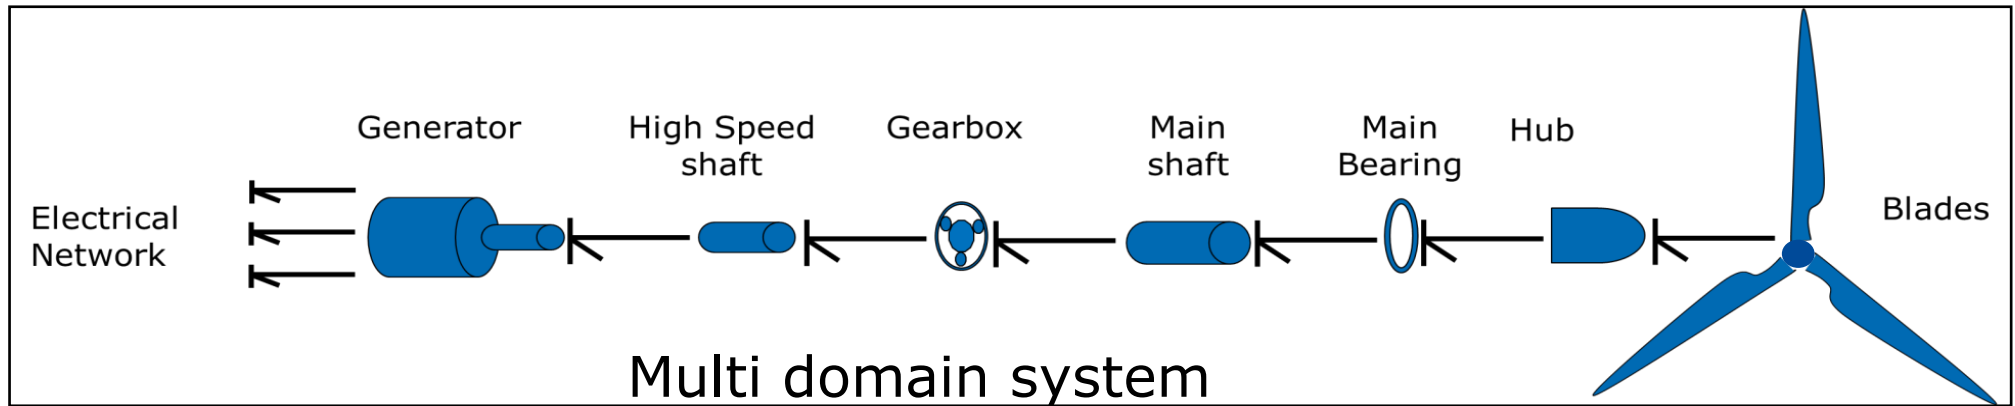 Electrical
Network
Generator
High Speed
shaft
Gearbox
Main
shaft
Main
Bearing
Hub
Blades
Multi domain system